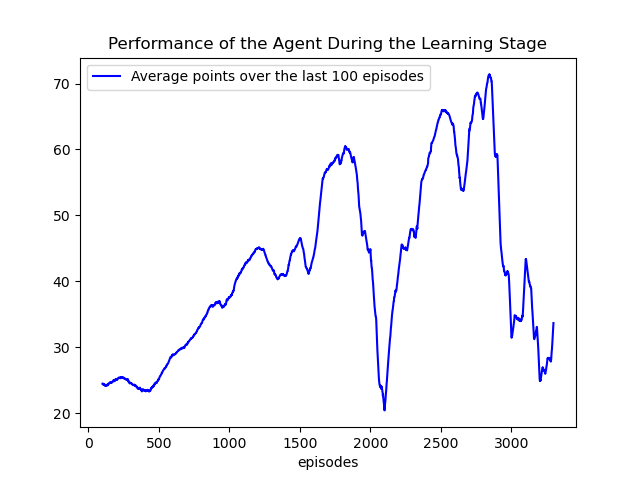 Performance of the Agent During the Learning Stage
Average points over the last 100 episodes
70
60
50
40
30
20
0 500 1000 1500 2000 2500 3000
episodes